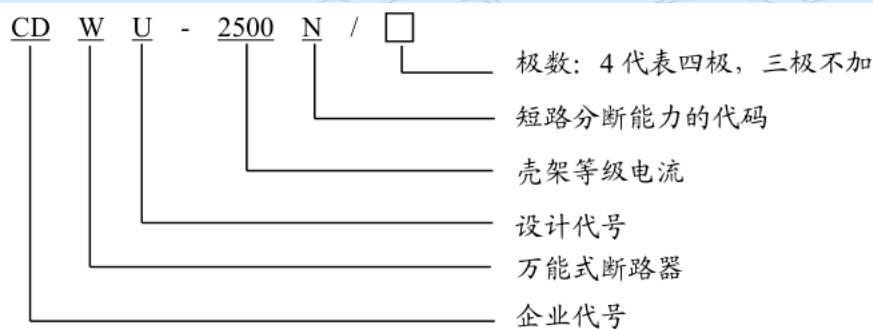 CD W U - 2500 N / □
极数：4 代表四极，三极不加
短路分断能力的代码
壳架等级电流
设计代号
万能式断路器
企业代号